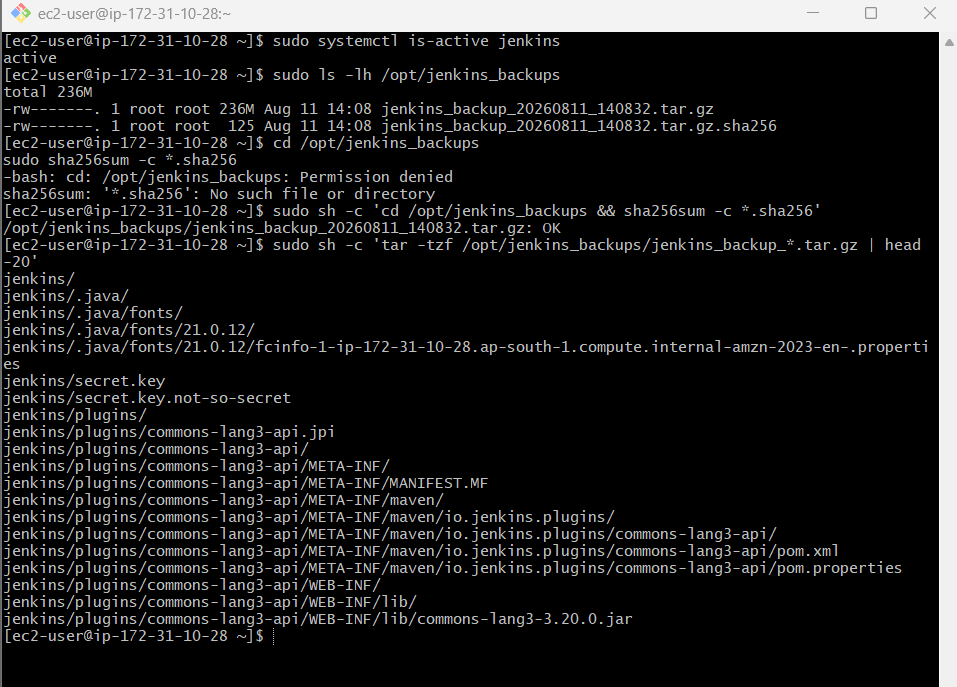 ec2-user@ip-172-31-10-28:~
[ec2-user@ip-172-31-10-28 ~]$ sudo systemctl is-active jenkins
active
[ec2-user@ip-172-31-10-28 ~]$ sudo ls -lh /opt/jenkins_backups
total 236M
-rw-------. 1 root root 236M Aug 11 14:08 jenkins_backup_20260811_140832.tar.gz
-rw-------. 1 root root  125 Aug 11 14:08 jenkins_backup_20260811_140832.tar.gz.sha256
[ec2-user@ip-172-31-10-28 ~]$ cd /opt/jenkins_backups
sudo sha256sum -c *.sha256
-bash: cd: /opt/jenkins_backups: Permission denied
sha256sum: '*.sha256': No such file or directory
[ec2-user@ip-172-31-10-28 ~]$ sudo sh -c 'cd /opt/jenkins_backups && sha256sum -c *.sha256'
/opt/jenkins_backups/jenkins_backup_20260811_140832.tar.gz: OK
[ec2-user@ip-172-31-10-28 ~]$ sudo sh -c 'tar -tzf /opt/jenkins_backups/jenkins_backup_*.tar.gz | head
-20'
jenkins/
jenkins/.java/
jenkins/.java/fonts/
jenkins/.java/fonts/21.0.12/
jenkins/.java/fonts/21.0.12/fcinfo-1-ip-172-31-10-28.ap-south-1.compute.internal-amzn-2023-en-.properti
es
jenkins/secret.key
jenkins/secret.key.not-so-secret
jenkins/plugins/
jenkins/plugins/commons-lang3-api.jpi
jenkins/plugins/commons-lang3-api/
jenkins/plugins/commons-lang3-api/META-INF/
jenkins/plugins/commons-lang3-api/META-INF/MANIFEST.MF
jenkins/plugins/commons-lang3-api/META-INF/maven/
jenkins/plugins/commons-lang3-api/META-INF/maven/io.jenkins.plugins/
jenkins/plugins/commons-lang3-api/META-INF/maven/io.jenkins.plugins/commons-lang3-api/
jenkins/plugins/commons-lang3-api/META-INF/maven/io.jenkins.plugins/commons-lang3-api/pom.xml
jenkins/plugins/commons-lang3-api/META-INF/maven/io.jenkins.plugins/commons-lang3-api/pom.properties
jenkins/plugins/commons-lang3-api/WEB-INF/
jenkins/plugins/commons-lang3-api/WEB-INF/lib/
jenkins/plugins/commons-lang3-api/WEB-INF/lib/commons-lang3-3.20.0.jar
[ec2-user@ip-172-31-10-28 ~]$